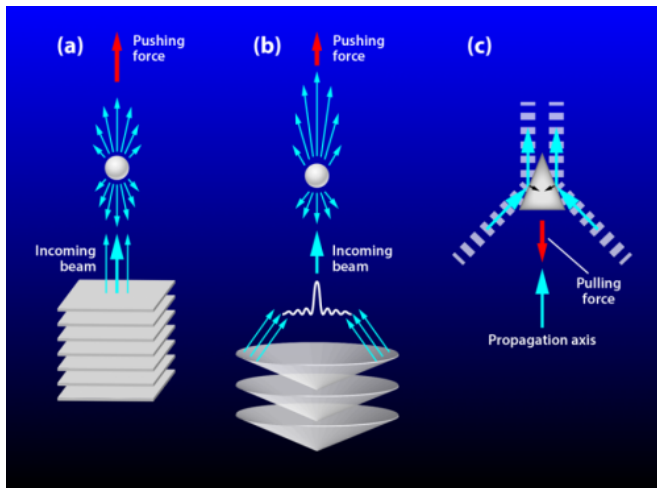 (a)
Pushing
force
Incoming
beam
(b)
Pushing
force
Incoming
beam
(c)
Pulling
force
Propagation axis